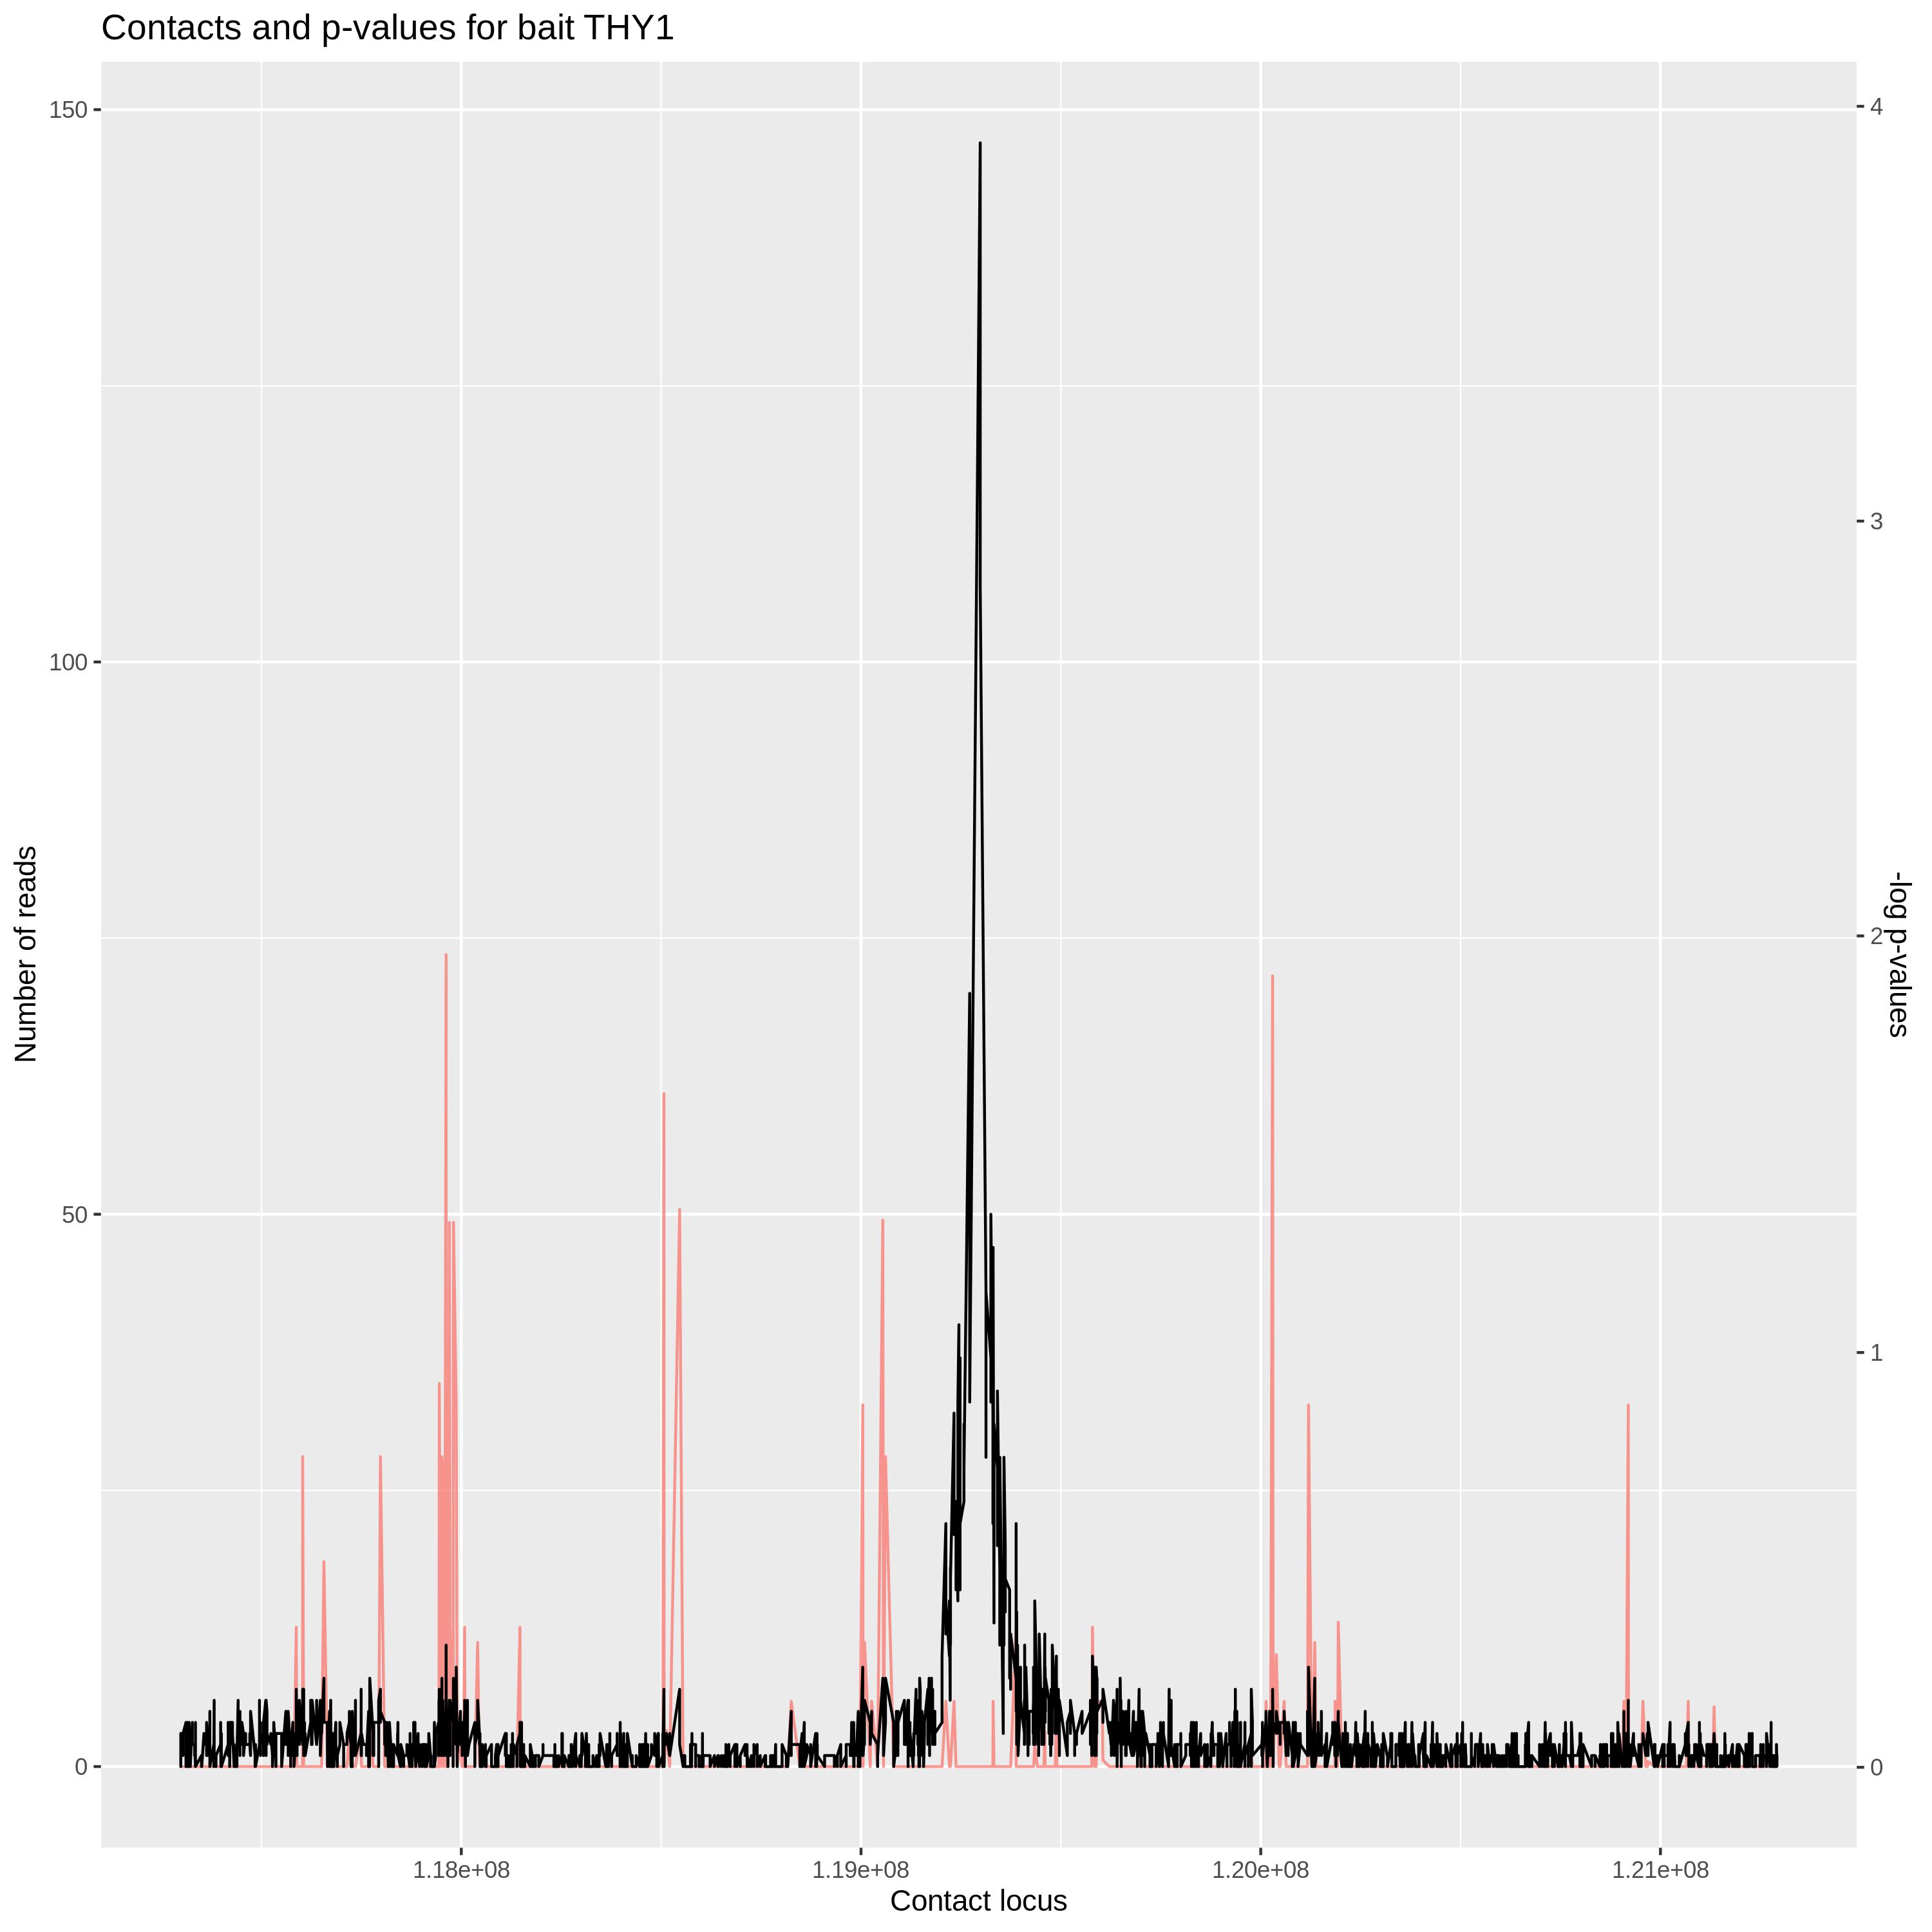 Contacts and p-values for bait THY1
150
100
50
0
Number of reads
4
3
2
1
0
-log p-values
1.18e+08
1.19e+08
1.20e+08
1.21e+08
Contact locus